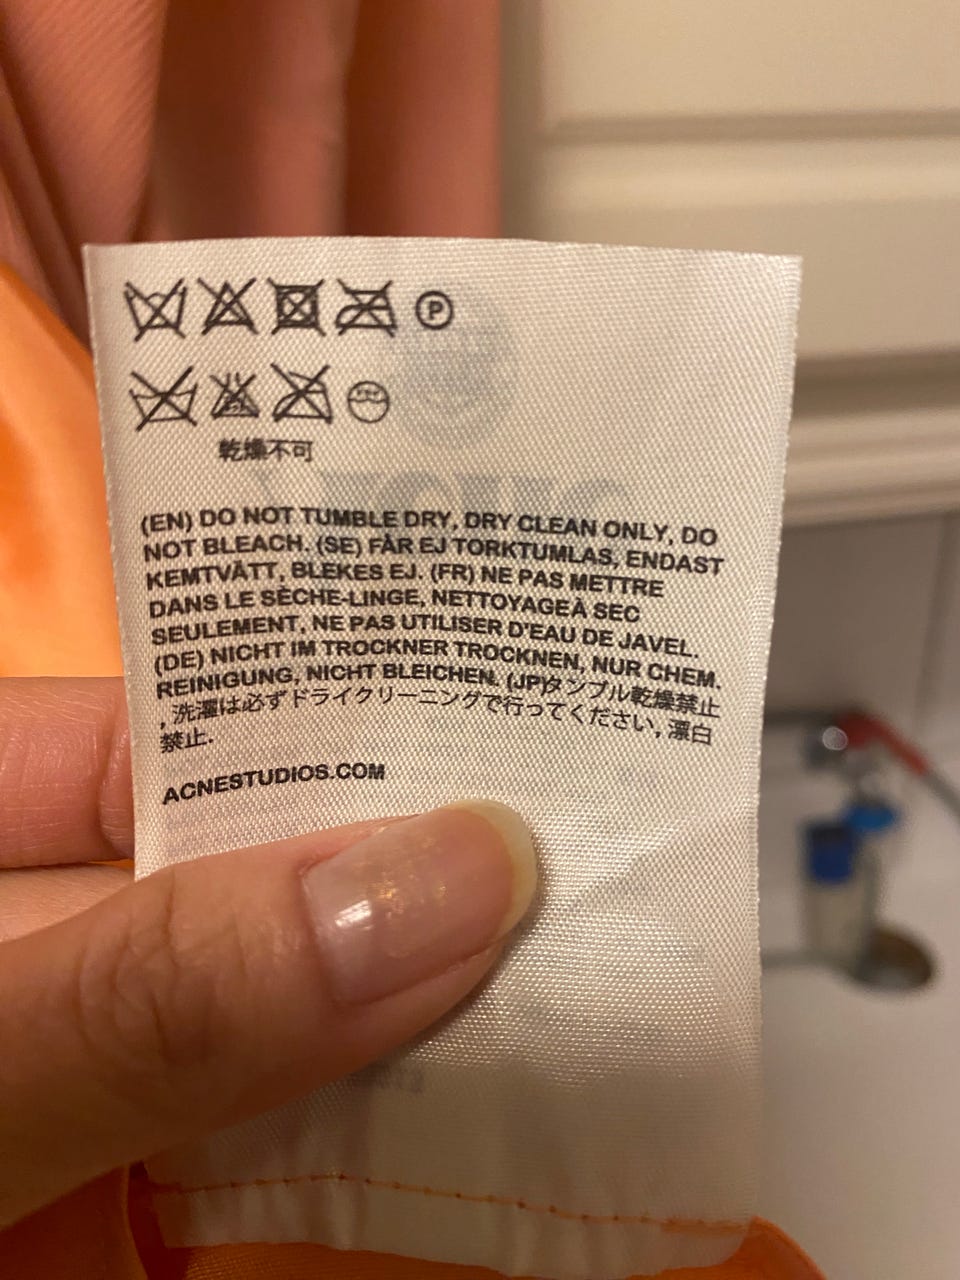 P
乾燥不可
(EN) DO NOT TUMBLE DRY, DRY CLEAN ONLY, DO
NOT BLEACH. (SE) FÅR EJ TORKTUMLAS, ENDAST
KEMTVÄTT, BLEKES EJ. (FR) NE PAS METTRE
DANS LE SÈCHE-LINGE, NETTOYAGEÀ SEC
SEULEMENT, NE PAS UTILISER D'EAU DE JAVEL.
(DE) NICHT IM TROCKNER TROCKNEN, NUR CHEM.
REINIGUNG, NICHT BLEICHEN. (JP)タンブル乾燥禁止
, 洗濯は必ずドライクリーニングで行ってください, 漂白
禁止.
ACNESTUDIOS.COM